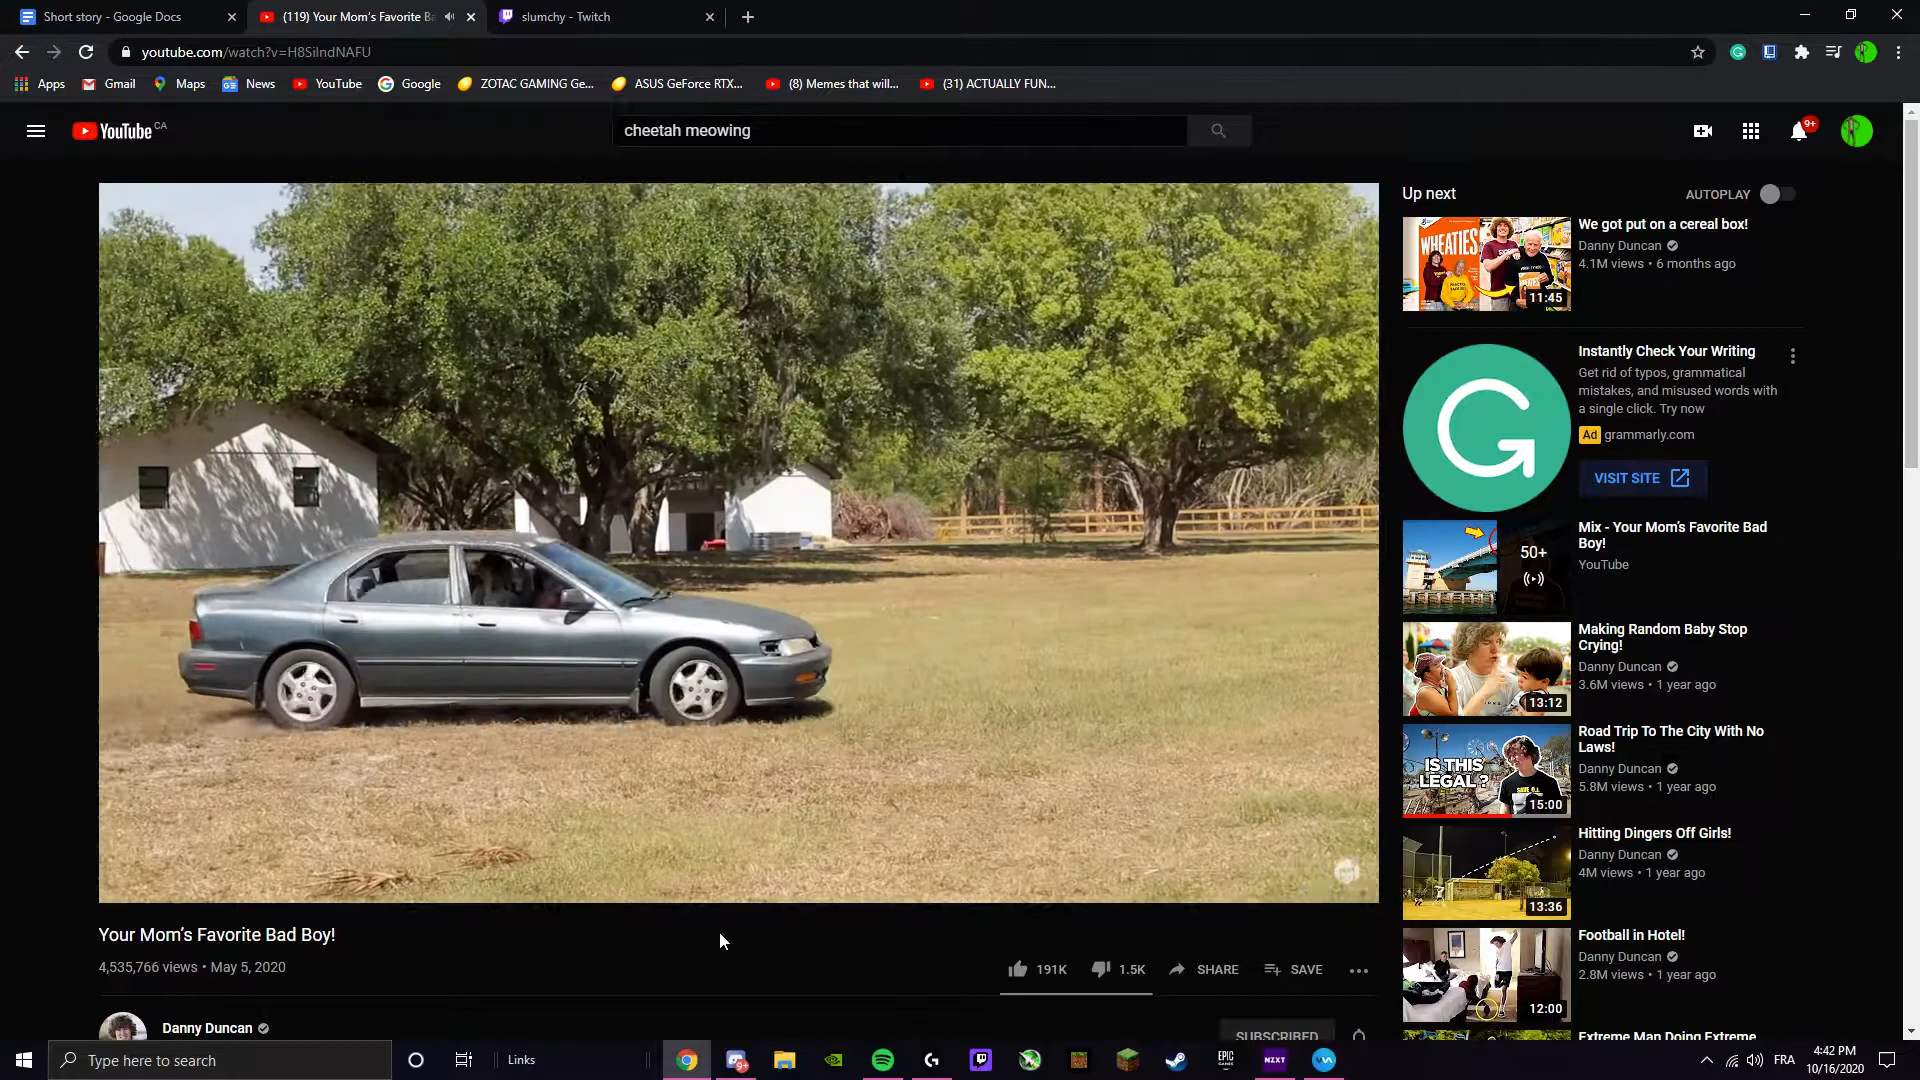 Short story - Google Docs
(119) Your Mom's Favorite Ba
slumchy - Twitch
youtube.com/watch?v=H8SilndNAFU
Apps
Gmail
Maps
News
YouTube
Google
ZOTAC GAMING Ge...
ASUS GeForce RTX...
(8) Memes that will...
(31) ACTUALLY FUN...
YouTube CA
cheetah meowing
9+
Up next
AUTOPLAY
WHEATIES
11:45
We got put on a cereal box!
Danny Duncan
4.1M views • 6 months ago
Instantly Check Your Writing
Get rid of typos, grammatical
mistakes, and misused words with
a single click. Try now
Ad grammarly.com
VISIT SITE
50+
Mix - Your Mom's Favorite Bad
Boy!
YouTube
13:12
Making Random Baby Stop
Crying!
Danny Duncan
3.6M views • 1 year ago
IS THIS
LEGAL?
SAVE O.J.
15:00
Road Trip To The City With No
Laws!
Danny Duncan
5.8M views • 1 year ago
13:36
Hitting Dingers Off Girls!
Danny Duncan
4M views • 1 year ago
12:00
Football in Hotel!
Danny Duncan
2.8M views • 1 year ago
Extreme Man Doing Extreme
Your Mom's Favorite Bad Boy!
4,535,766 views • May 5, 2020
191K
1.5K
SHARE
SAVE
Danny Duncan
SUBSCRIBED
Type here to search
Links
9+
EPIC
GAMES
NZXT
FRA
4:42 PM
10/16/2020